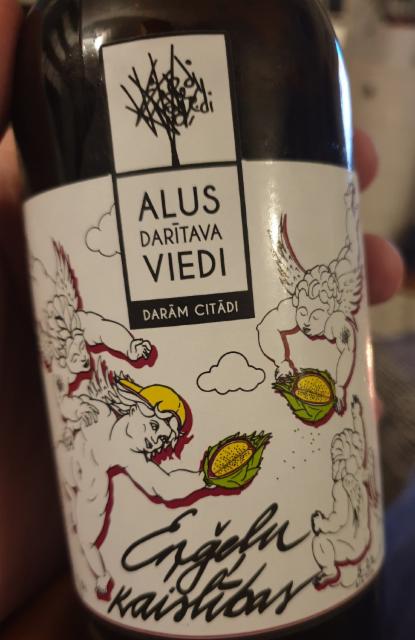 ALUS
DARĪTAVA
VIEDI
DARĀM CITĀDI
Eņģeļu
kaislības